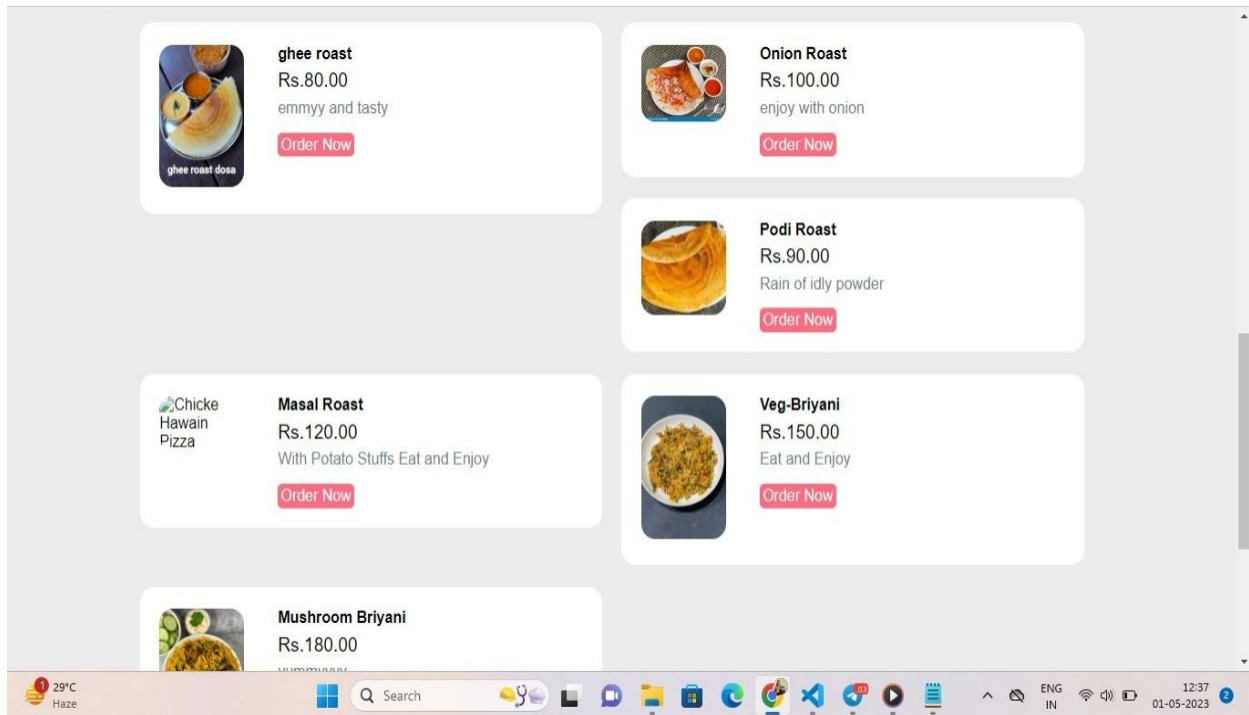 ghee roast
Rs.80.00
emmyy and tasty
Order Now
ghee roast dosa
Onion Roast
Rs.100.00
enjoy with onion
Order Now
Podi Roast
Rs.90.00
Rain of idly powder
Order Now
Chicke
Hawain
Pizza
Masal Roast
Rs.120.00
With Potato Stuffs Eat and Enjoy
Order Now
Veg-Briyani
Rs.150.00
Eat and Enjoy
Order Now
Mushroom Briyani
Rs.180.00
1
29°C
Haze
Search
03
ENG
IN
12:37
01-05-2023
2